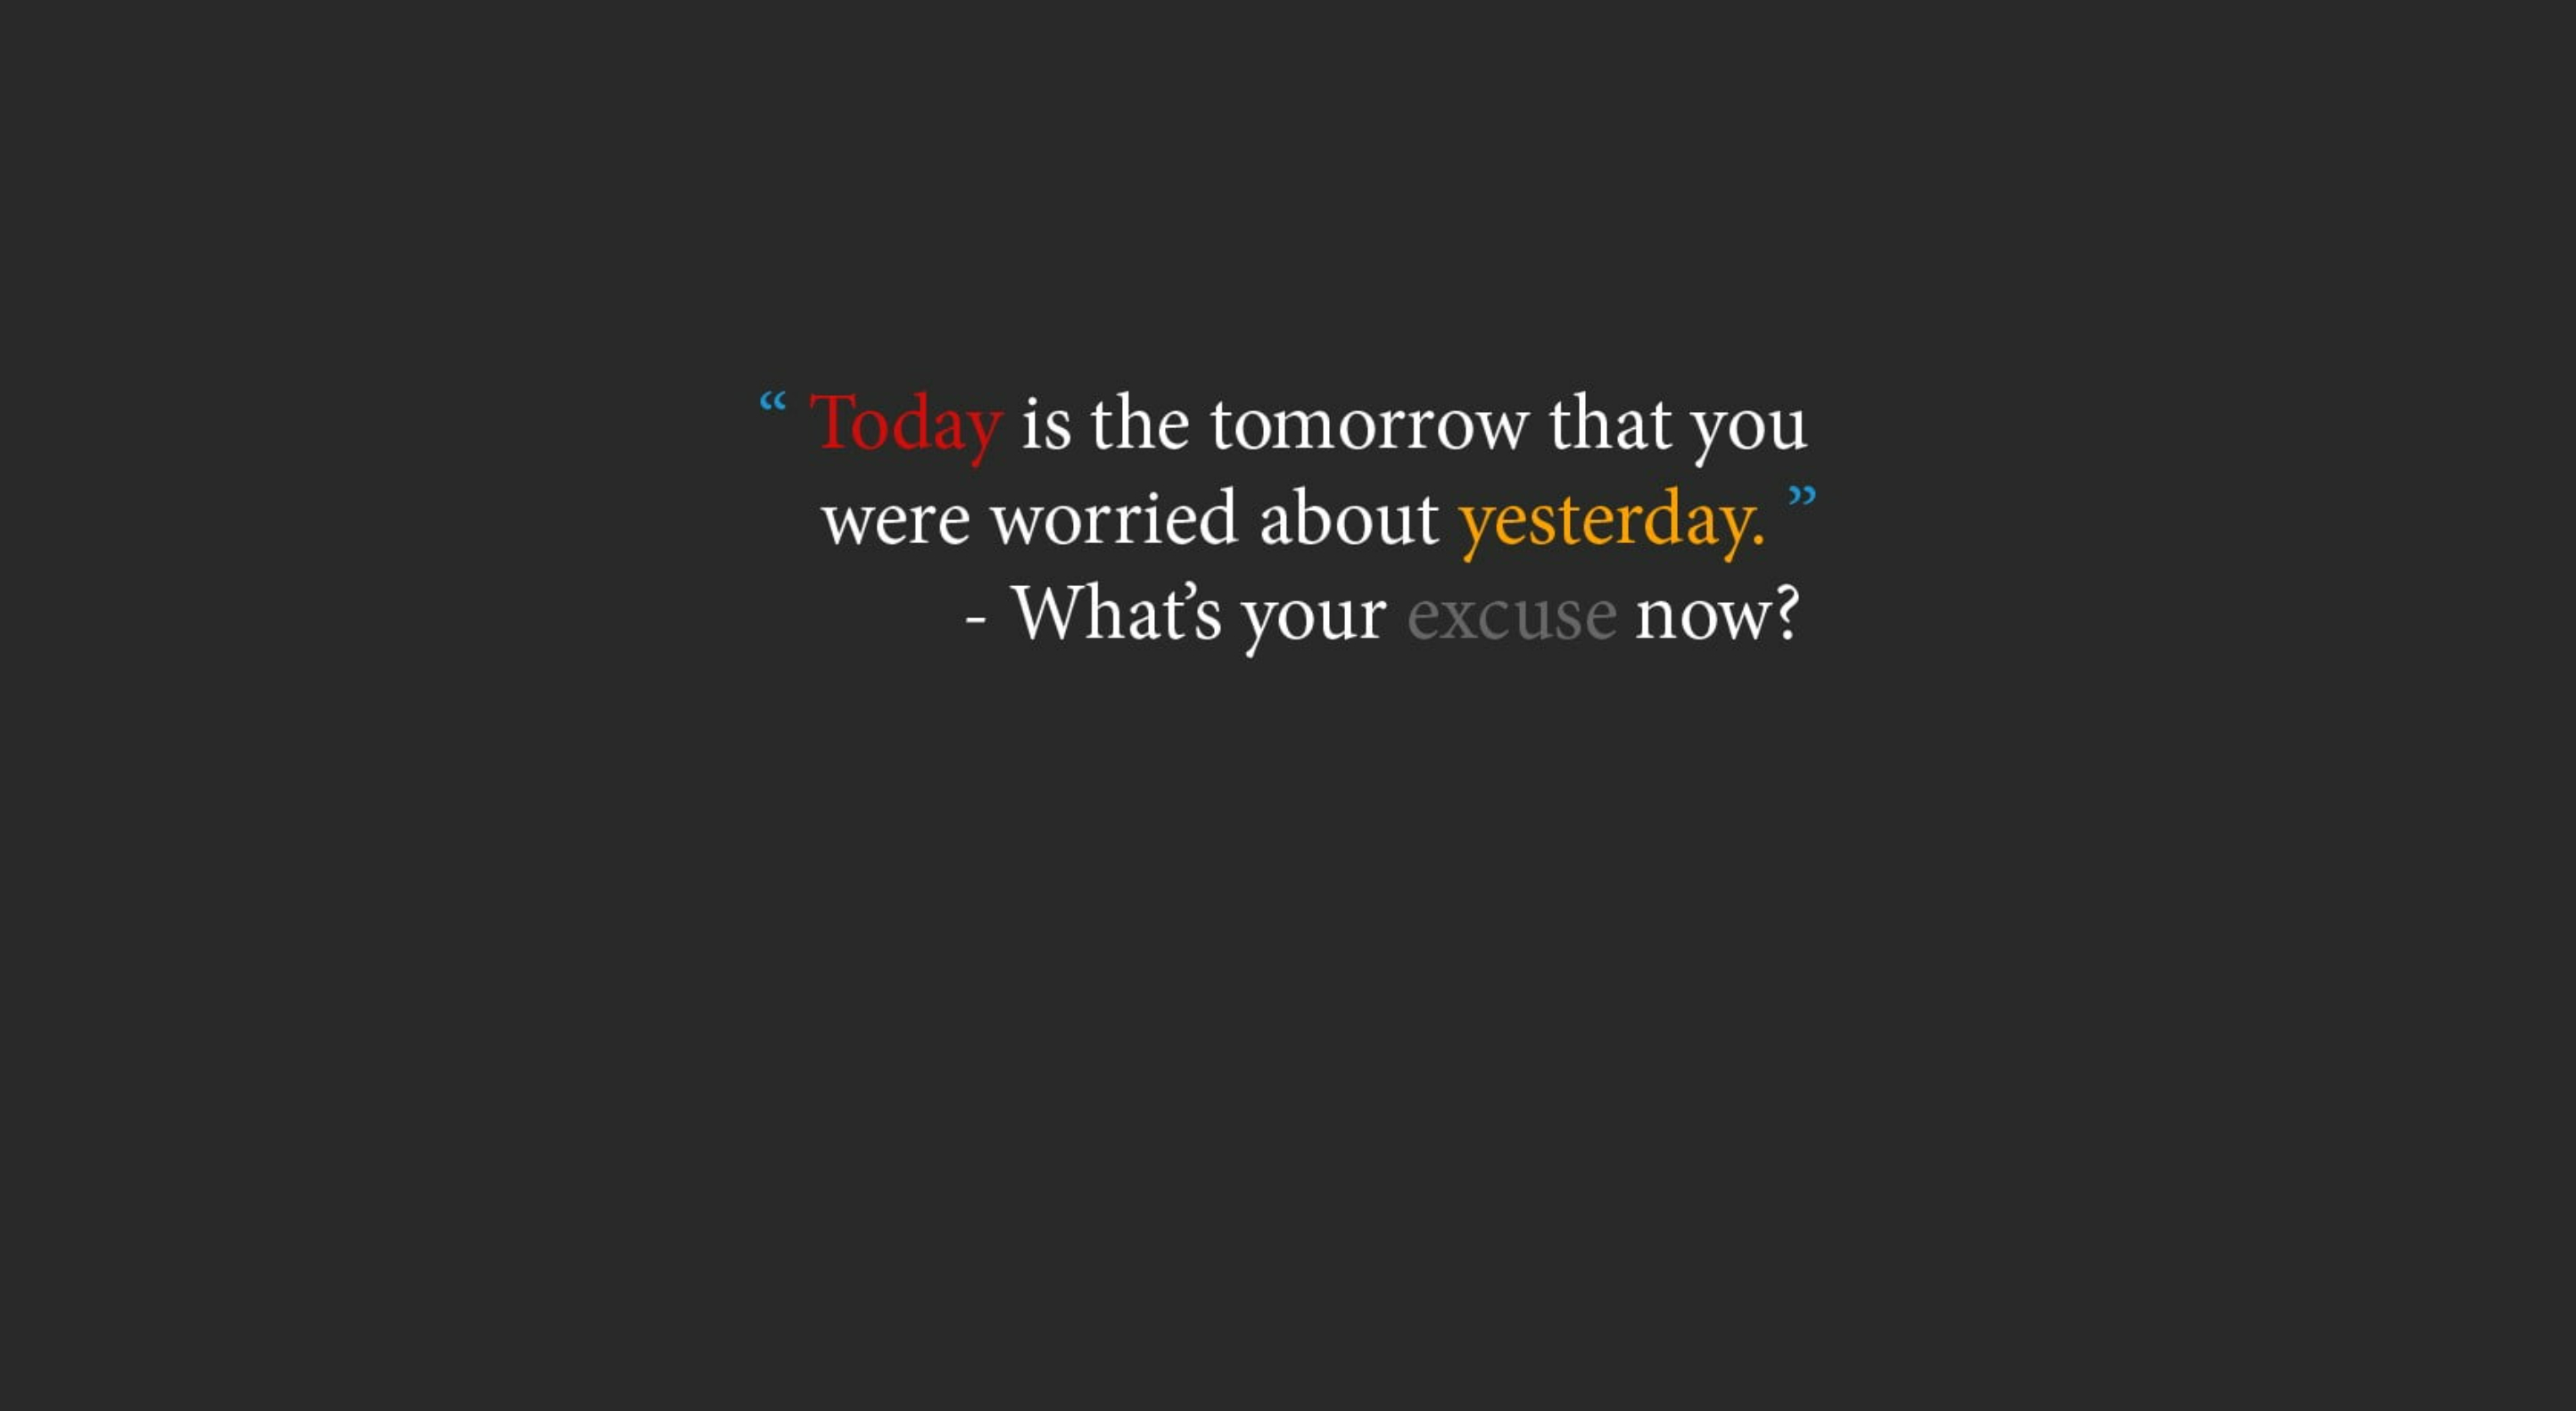 “ Today is the tomorrow that you
were worried about yesterday. ”
- What’s your excuse now?